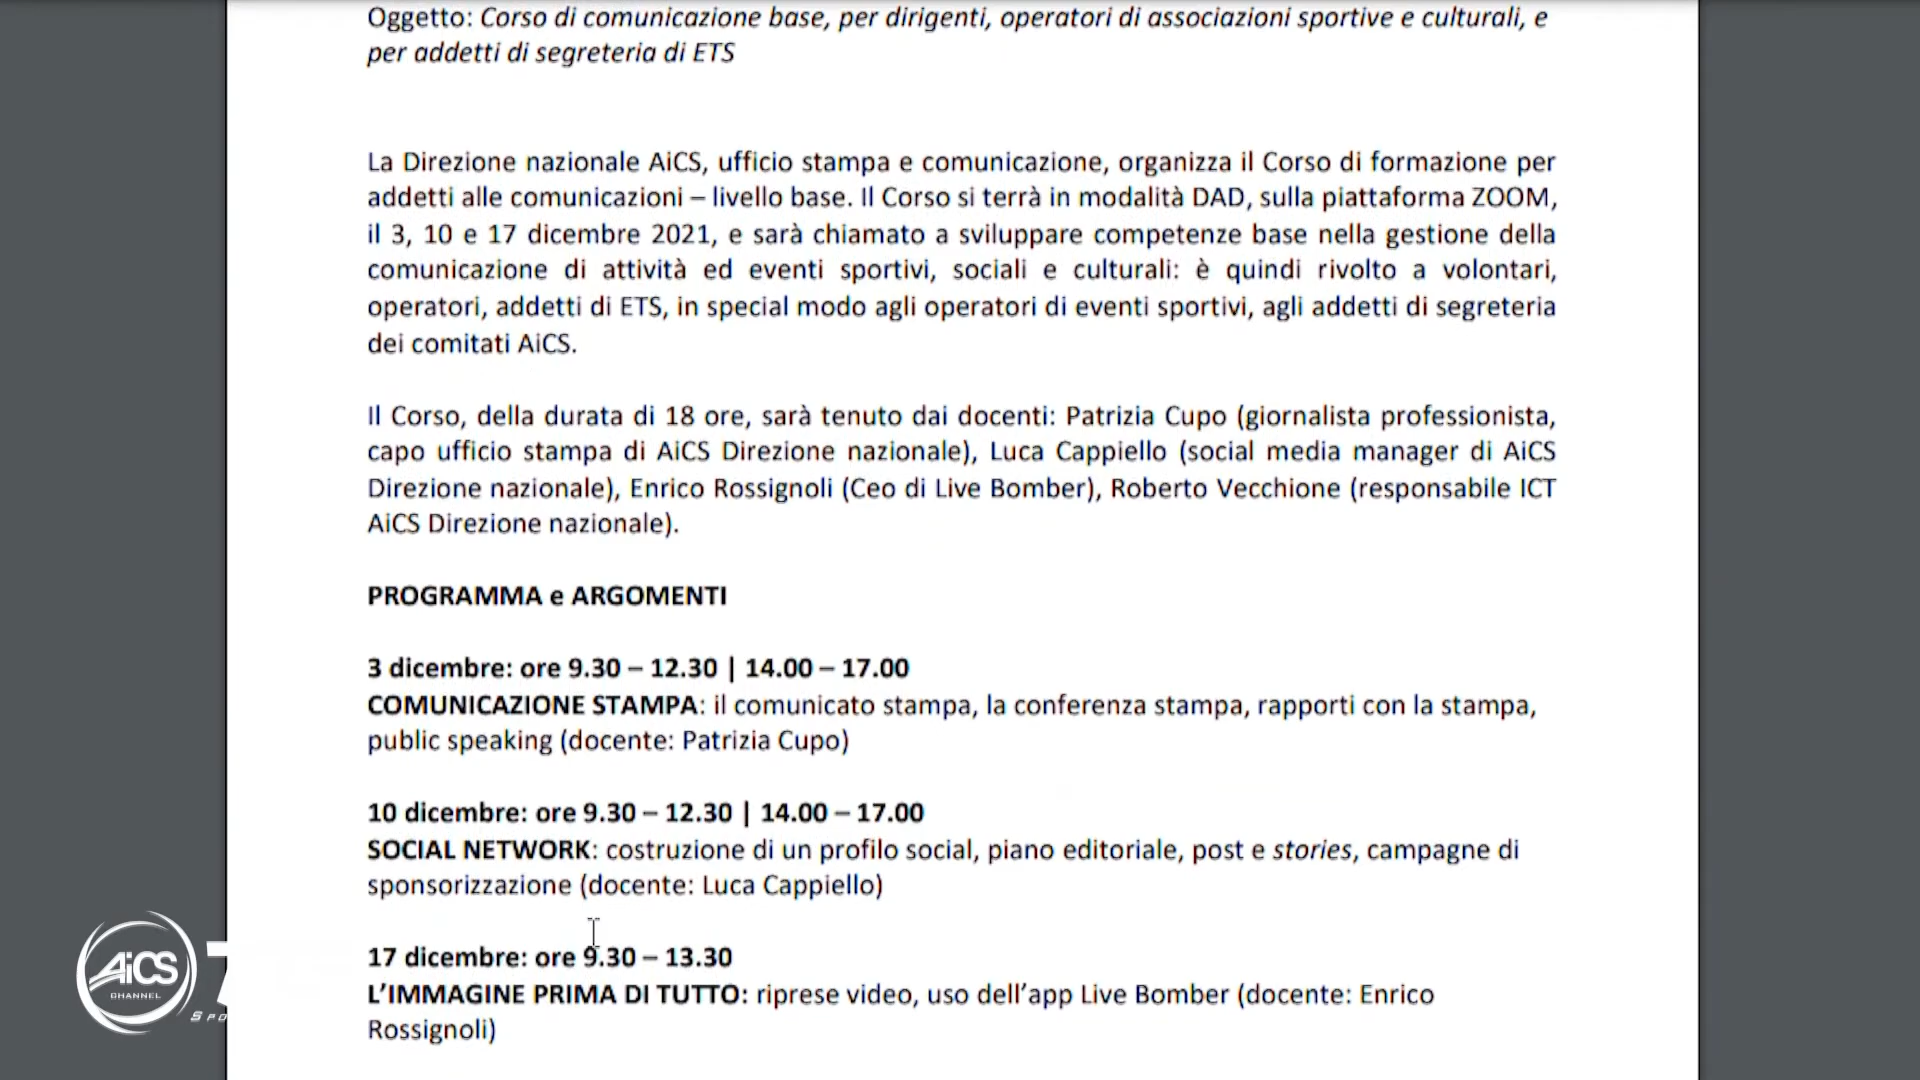 Oggetto: Corso di comunicazione base, per dirigenti, operatori di associazioni sportive e culturali, e
per addetti di segreteria di ETS
La Direzione nazionale AiCS, ufficio stampa e comunicazione, organizza il Corso di formazione per
addetti alle comunicazioni – livello base. Il Corso si terrà in modalità DAD, sulla piattaforma ZOOM,
il 3, 10 e 17 dicembre 2021, e sarà chiamato a sviluppare competenze base nella gestione della
comunicazione di attività ed eventi sportivi, sociali e culturali: è quindi rivolto a volontari,
operatori, addetti di ETS, in special modo agli operatori di eventi sportivi, agli addetti di segreteria
dei comitati AiCS.
Il Corso, della durata di 18 ore, sarà tenuto dai docenti: Patrizia Cupo (giornalista professionista,
capo ufficio stampa di AiCS Direzione nazionale), Luca Cappiello (social media manager di AiCS
Direzione nazionale), Enrico Rossignoli (Ceo di Live Bomber), Roberto Vecchione (responsabile ICT
AiCS Direzione nazionale).
PROGRAMMA e ARGOMENTI
3 dicembre: ore 9.30 – 12.30 | 14.00 – 17.00
COMUNICAZIONE STAMPA: il comunicato stampa, la conferenza stampa, rapporti con la stampa,
public speaking (docente: Patrizia Cupo)
10 dicembre: ore 9.30 – 12.30 | 14.00 – 17.00
SOCIAL NETWORK: costruzione di un profilo social, piano editoriale, post e stories, campagne di
sponsorizzazione (docente: Luca Cappiello)
17 dicembre: ore 9.30 – 13.30
L'IMMAGINE PRIMA DI TUTTO: riprese video, uso dell'app Live Bomber (docente: Enrico
Rossignoli)
AiCS
CHANNEL